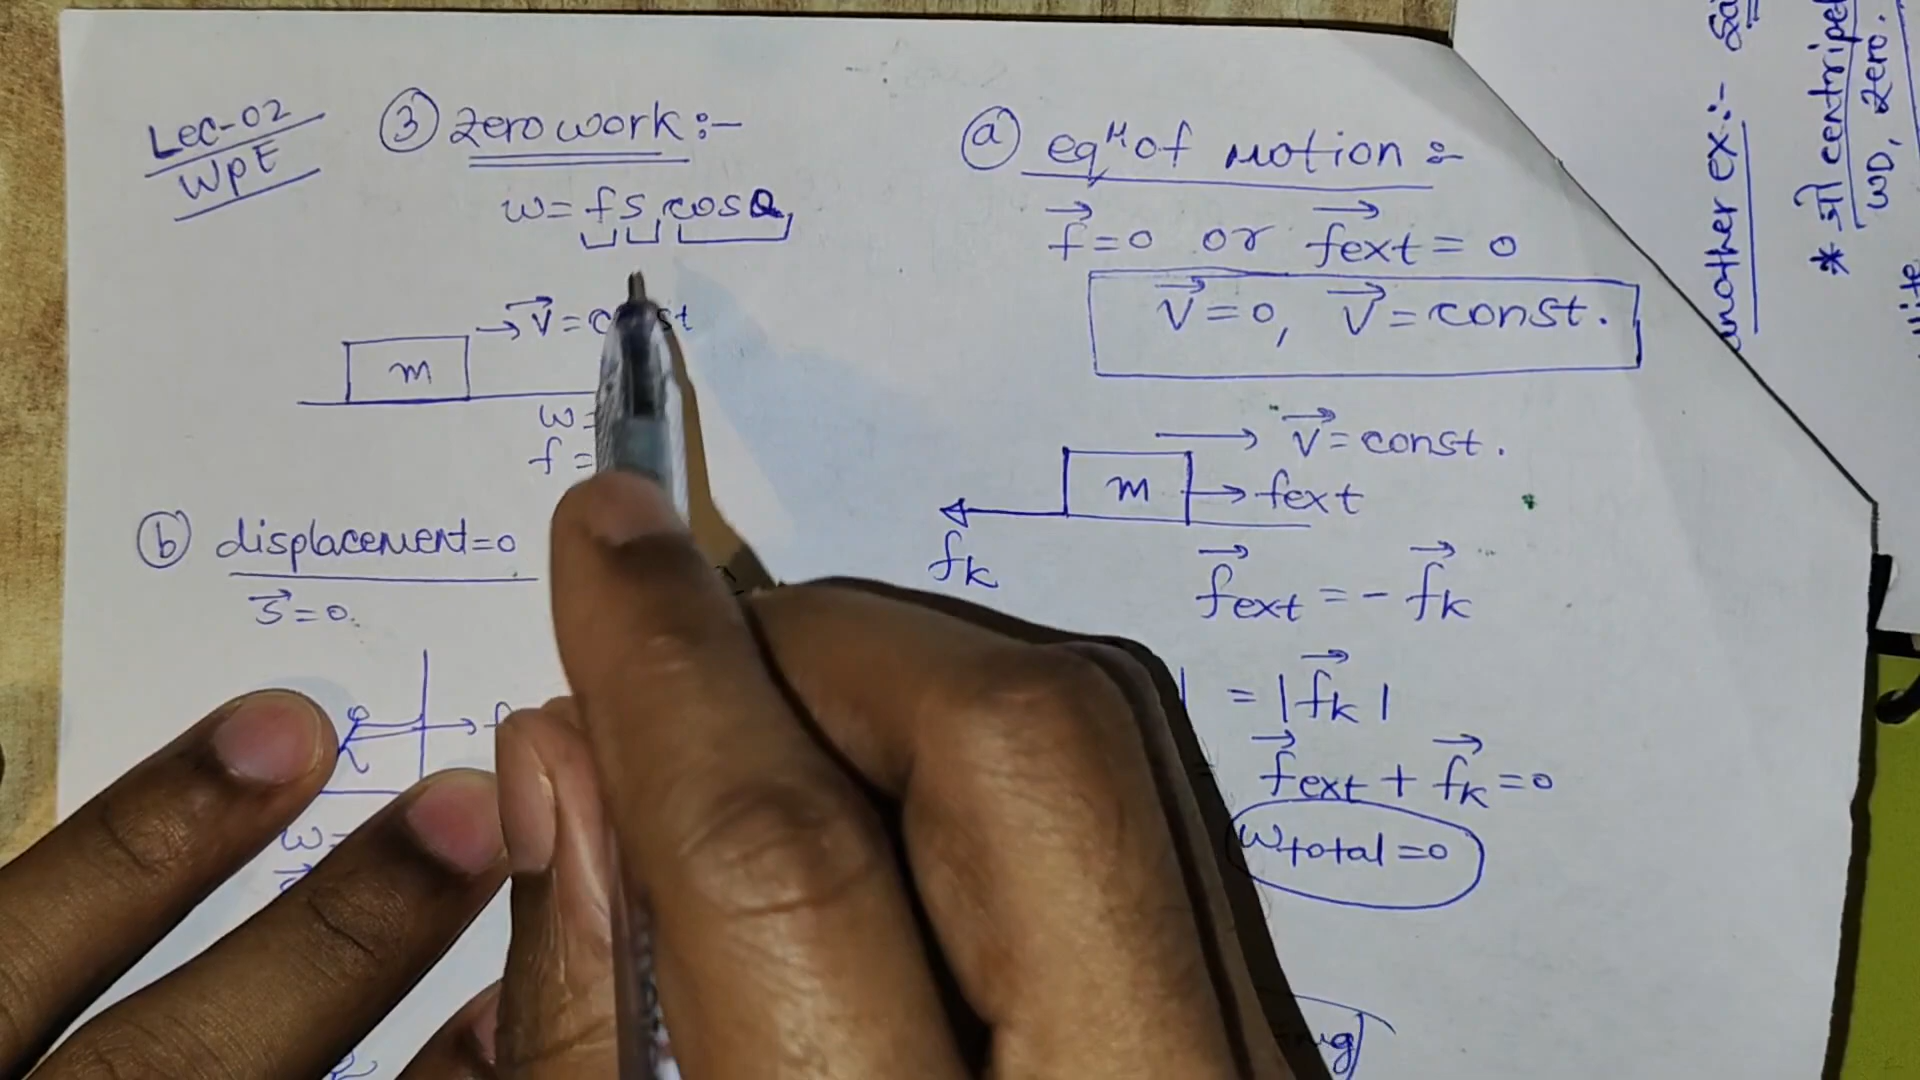 Lec-02
WPE
③ zero work :-
w = fs cosθ
→ v = const
m
w =
f =
ⓑ displacement = 0
s = 0.
w =
ⓐ eqⁿ of motion :-
f = 0 or fext = 0
v = 0, v = const.
v = const.
m → fext
fk
fext = - fk
| = |fk|
fext + fk = 0
wtotal = 0
another ex:-
* जो
WD, zero.